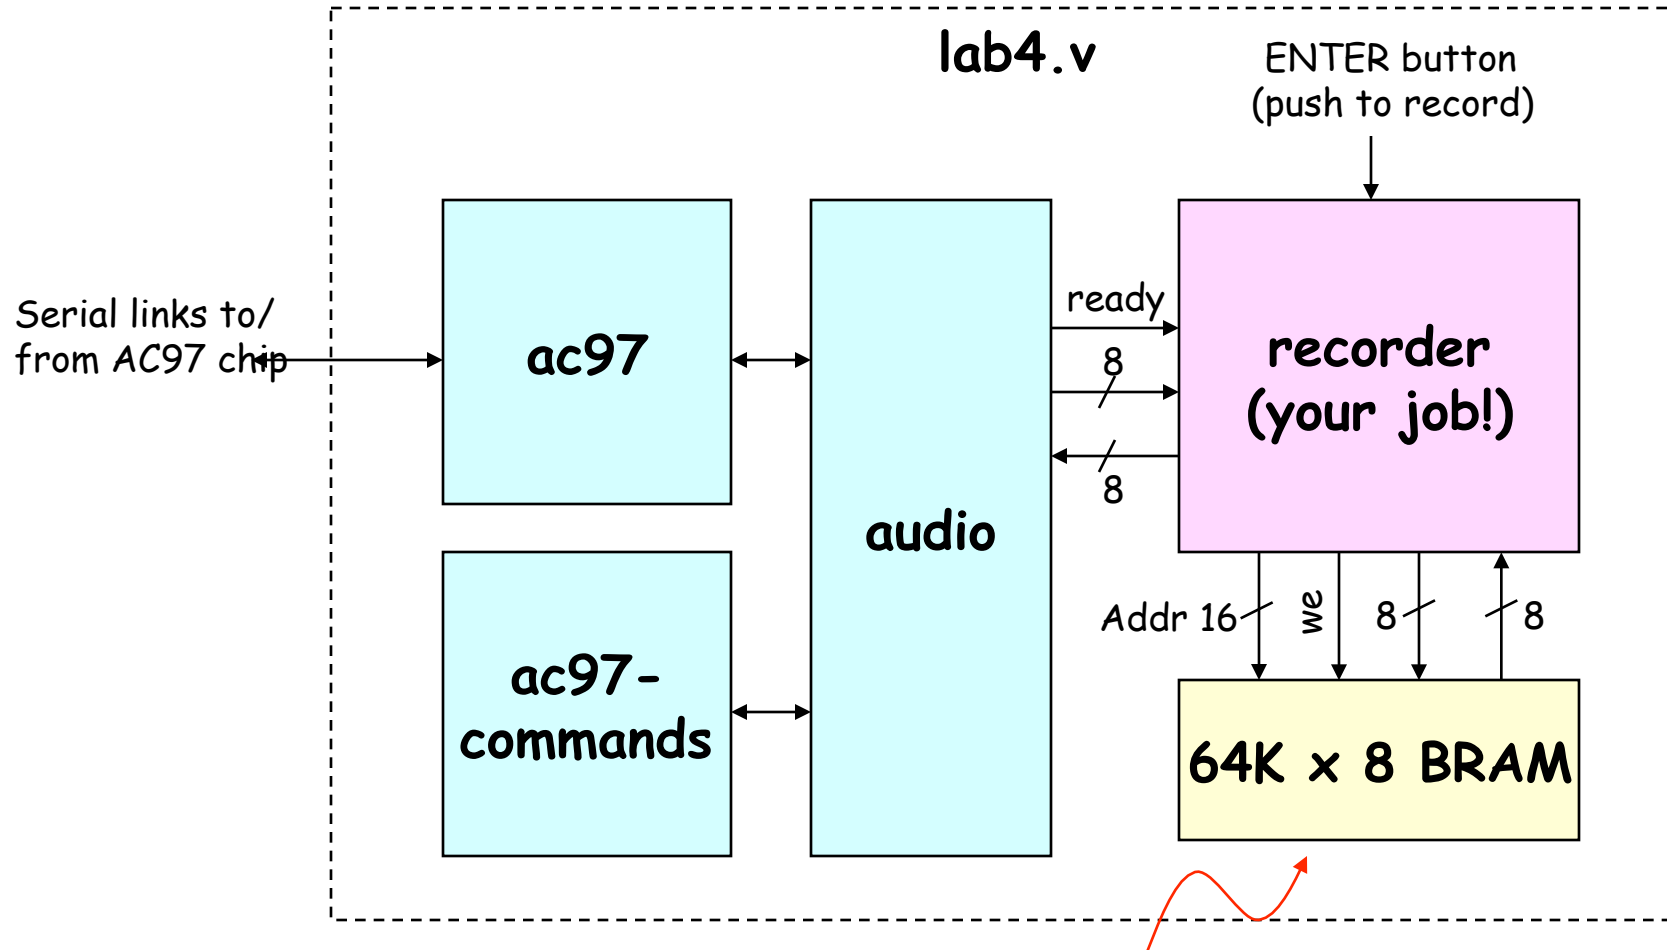 lab4.v
ENTER button
(push to record)
Serial links to/
from AC97 chip
ac97
ready
8
8
recorder
(your job!)
audio
Addr 16
we
8
8
ac97-
commands
64K x 8 BRAM